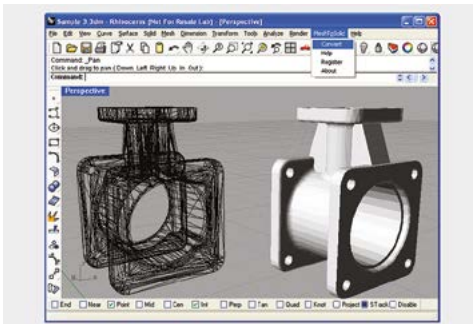 Sample 3.3dm - Rhinoceros (Not For Resale Lab) - [Perspective]
File Edit View Curve Surface Solid Mesh Dimension Transform Tools Analyze Render Help
Convert
Help
Register
About
Command: _Pan
Click and drag to pan ( Down Left Right Up In Out ):
Command:
Perspective
End Near Point Mid Cen Int Perp Tan Quad Knot Project STrack Disable